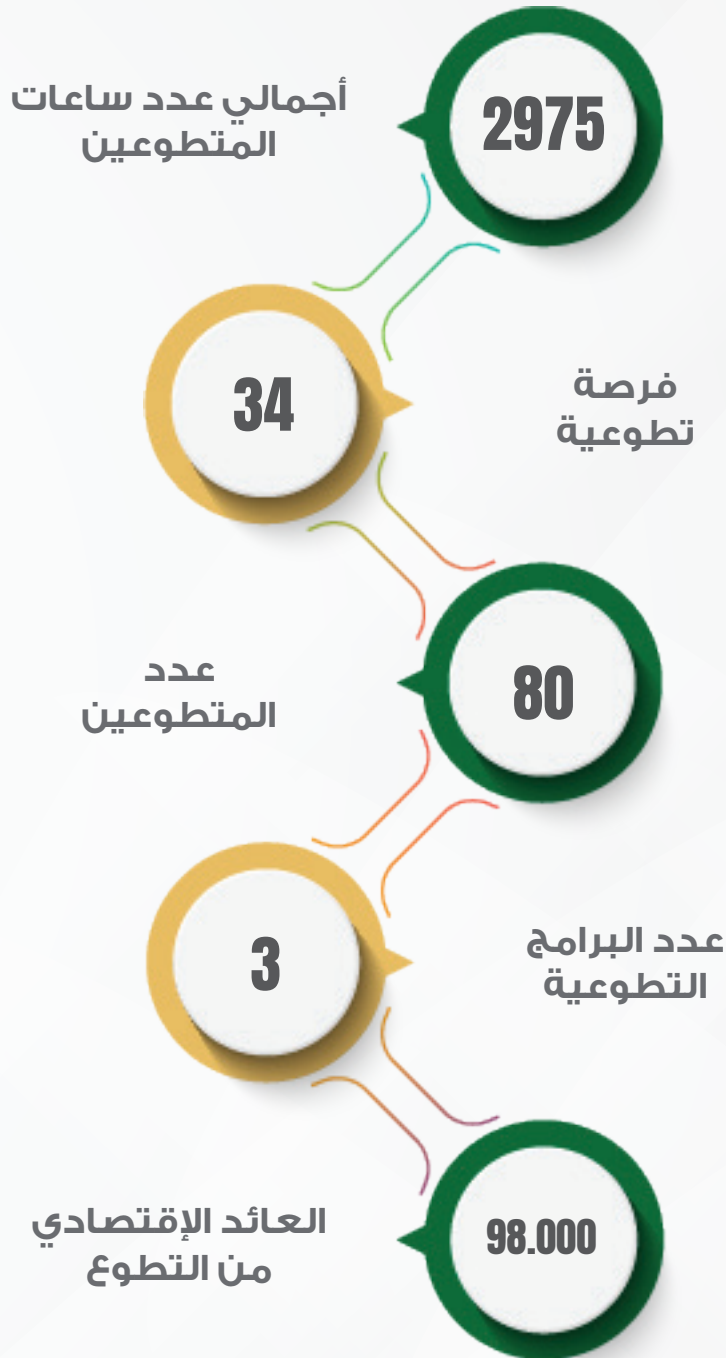 2975
أجمالي عدد ساعات
المتطوعين
34
فرصة
تطوعية
80
عدد
المتطوعين
3
عدد البرامج
التطوعية
98.000
العائد الإقتصادي
من التطوع